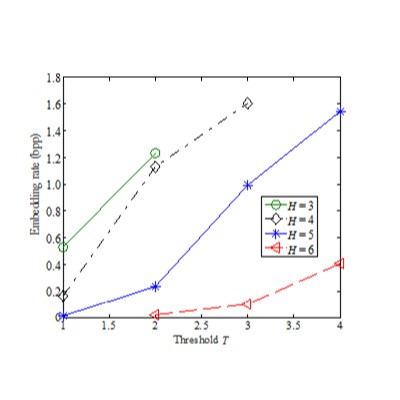 1.8
1.6
1.4
1.2
1.0
0.8
0.6
0.4
0.2
0
1 1.5 2 2.5 3 3.5 4
Embedding rate (bpp)
Threshold T
H = 3
H = 4
H = 5
H = 6